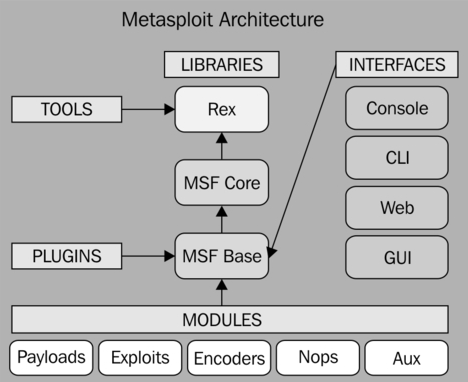 Metasploit Architecture
LIBRARIES
INTERFACES
TOOLS
Rex
Console
MSF Core
CLI
Web
PLUGINS
MSF Base
GUI
MODULES
Payloads
Exploits
Encoders
Nops
Aux